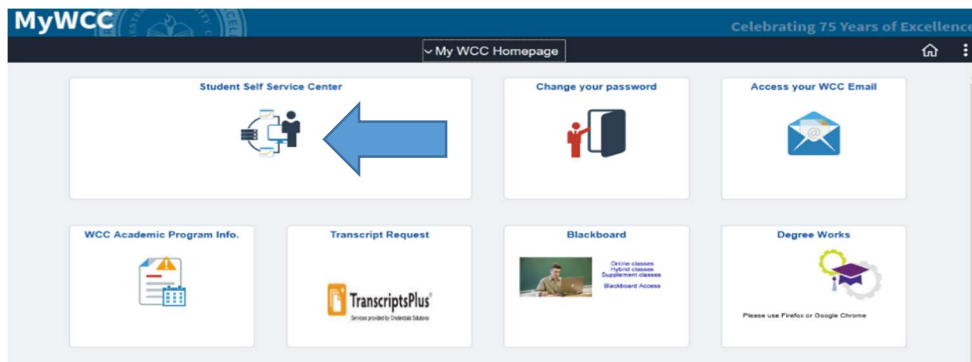 MyWCC
Celebrating 75 Years of Excellence
My WCC Homepage
Student Self Service Center
Change your password
Access your WCC Email
WCC Academic Program Info.
Transcript Request
Blackboard
Degree Works
Online classes
Hybrid classes
Supplement classes
Blackboard Access
TranscriptsPlus
Services provided by Credentials Solutions
Please use Firefox or Google Chrome